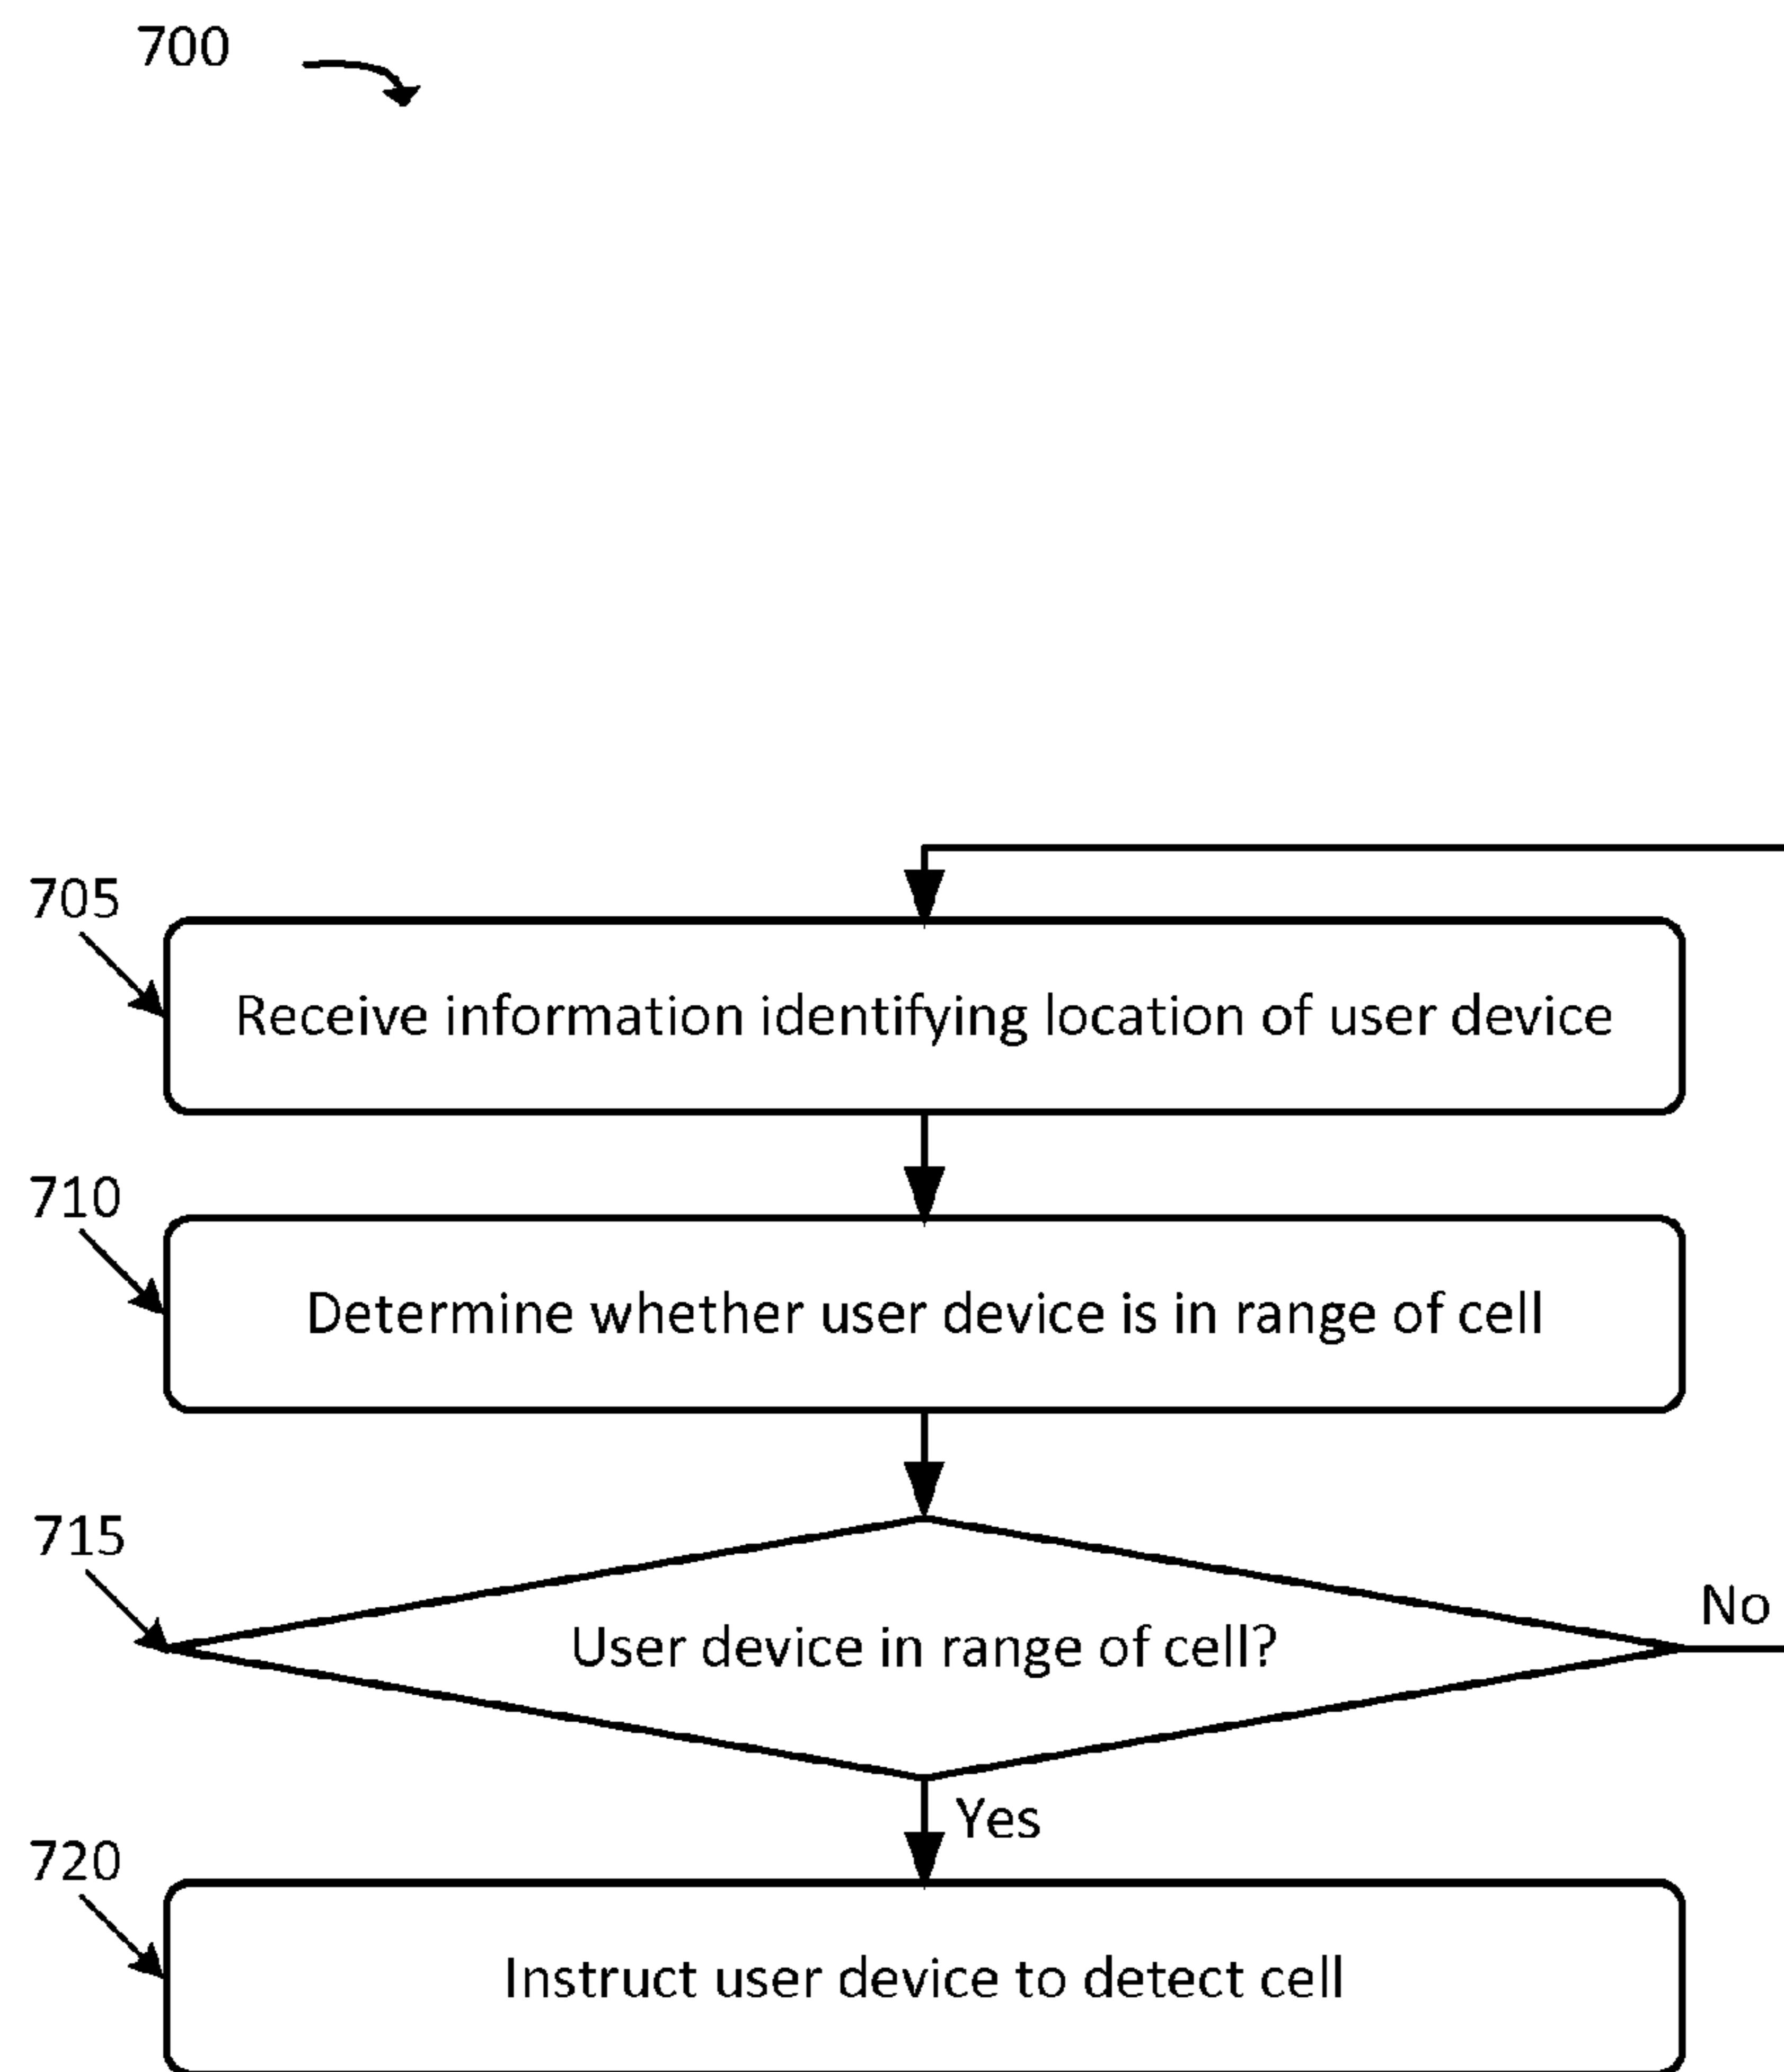 700
705
Receive information identifying location of user device
710
Determine whether user device is in range of cell
715
User device in range of cell?
No
Yes
720
Instruct user device to detect cell